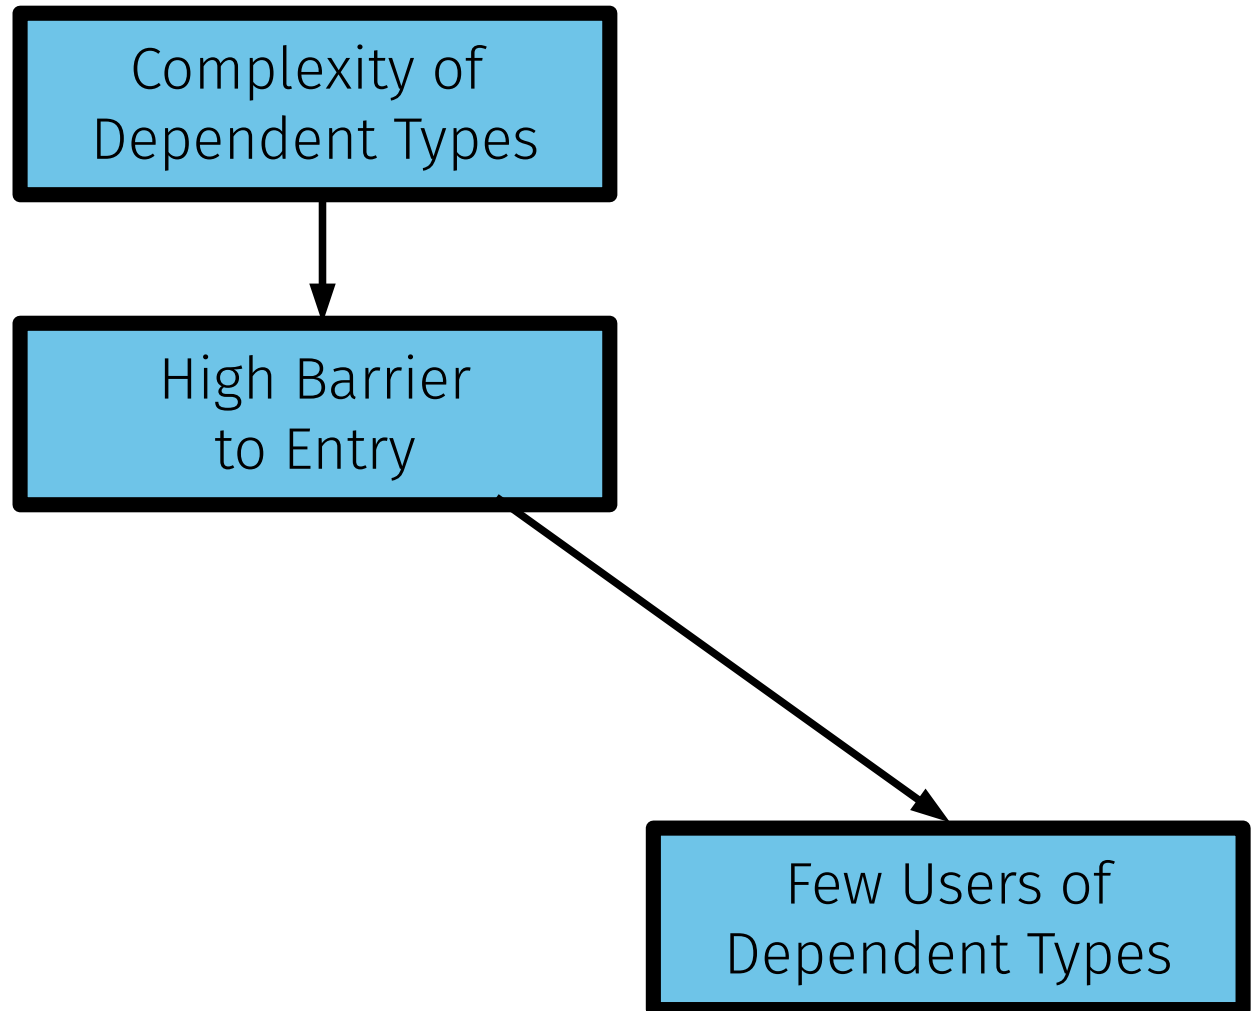 Complexity of
Dependent Types
High Barrier
to Entry
Few Users of
Dependent Types